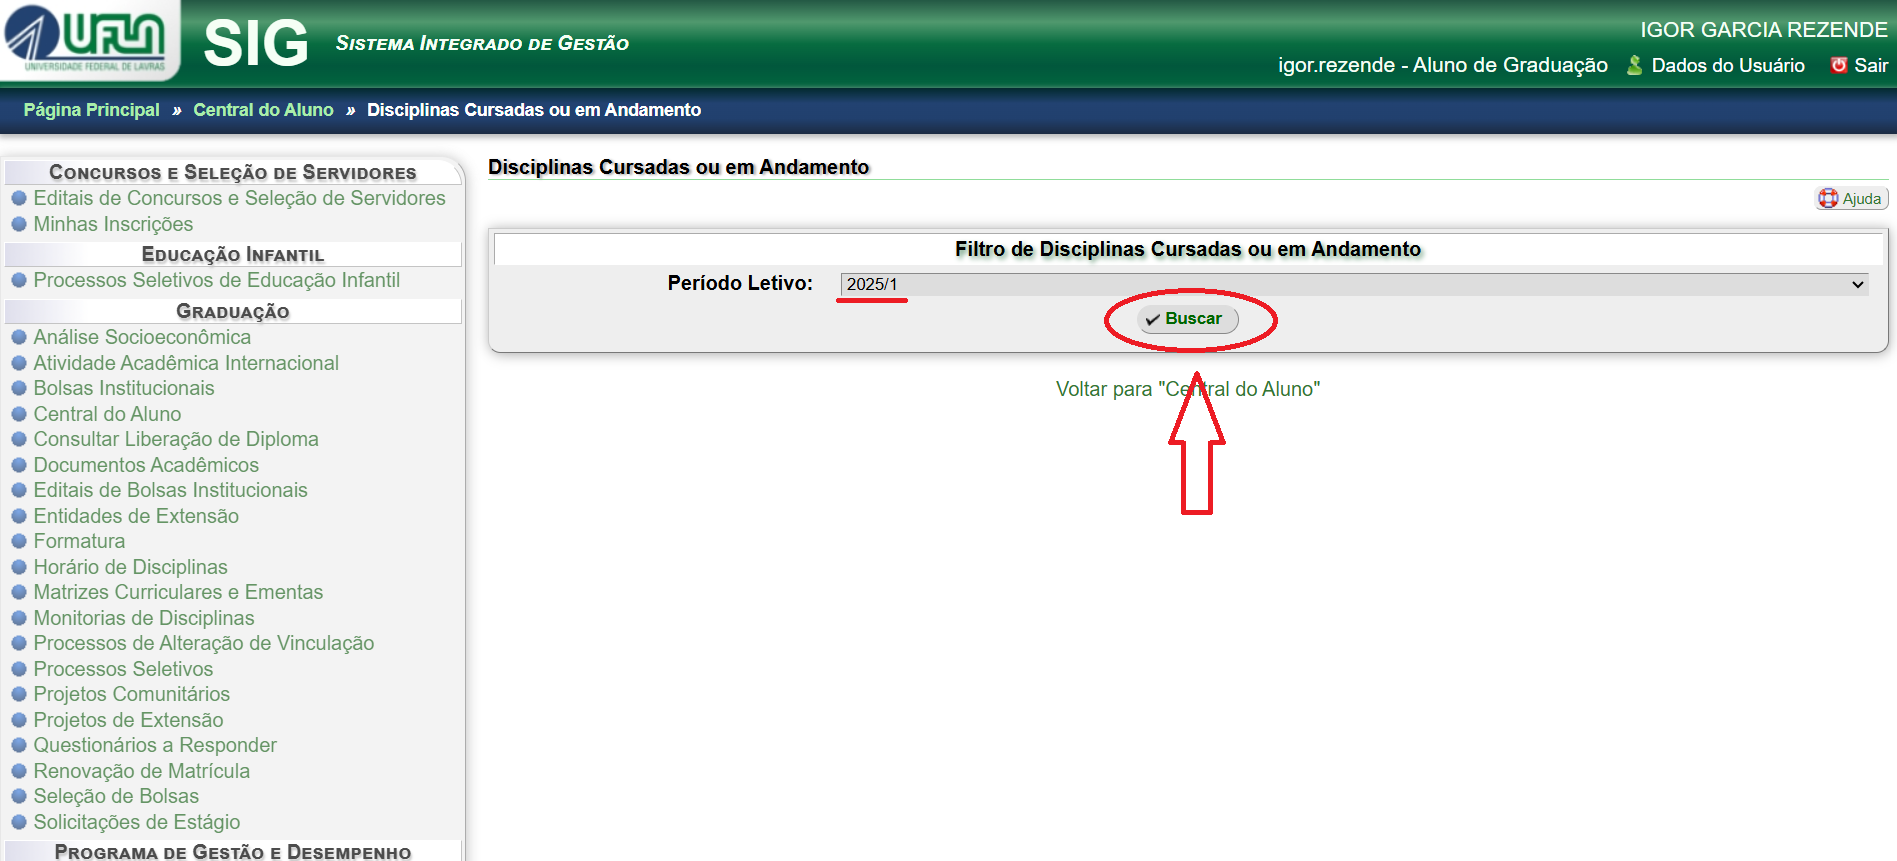 UFLA
UNIVERSIDADE FEDERAL DE LAVRAS
SIG
SISTEMA INTEGRADO DE GESTÃO
IGOR GARCIA REZENDE
igor.rezende - Aluno de Graduação Dados do Usuário Sair
Página Principal » Central do Aluno » Disciplinas Cursadas ou em Andamento
CONCURSOS E SELEÇÃO DE SERVIDORES
Editais de Concursos e Seleção de Servidores
Minhas Inscrições
EDUCAÇÃO INFANTIL
Processos Seletivos de Educação Infantil
GRADUAÇÃO
Análise Socioeconômica
Atividade Acadêmica Internacional
Bolsas Institucionais
Central do Aluno
Consultar Liberação de Diploma
Documentos Acadêmicos
Editais de Bolsas Institucionais
Entidades de Extensão
Formatura
Horário de Disciplinas
Matrizes Curriculares e Ementas
Monitorias de Disciplinas
Processos de Alteração de Vinculação
Processos Seletivos
Projetos Comunitários
Projetos de Extensão
Questionários a Responder
Renovação de Matrícula
Seleção de Bolsas
Solicitações de Estágio
PROGRAMA DE GESTÃO E DESEMPENHO
Disciplinas Cursadas ou em Andamento
Ajuda
Filtro de Disciplinas Cursadas ou em Andamento
Período Letivo: 2025/1
Buscar
Voltar para "Central do Aluno"